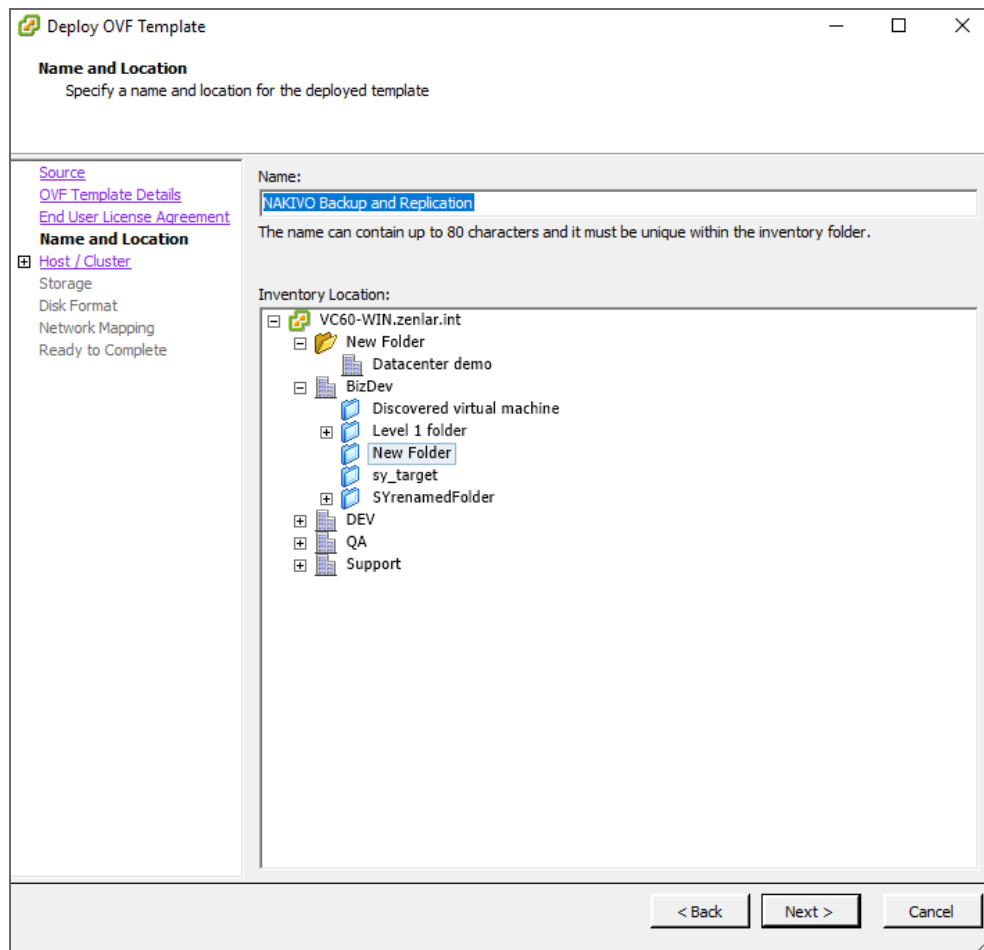 Deploy OVF Template
Name and Location
Specify a name and location for the deployed template
Source
OVF Template Details
End User License Agreement
Name and Location
Host / Cluster
Storage
Disk Format
Network Mapping
Ready to Complete
Name:
NAKIVO Backup and Replication
The name can contain up to 80 characters and it must be unique within the inventory folder.
Inventory Location:
VC60-WIN.zenlar.int
New Folder
Datacenter demo
BizDev
Discovered virtual machine
Level 1 folder
New Folder
sy_target
SYrenamedFolder
DEV
QA
Support
< Back
Next >
Cancel